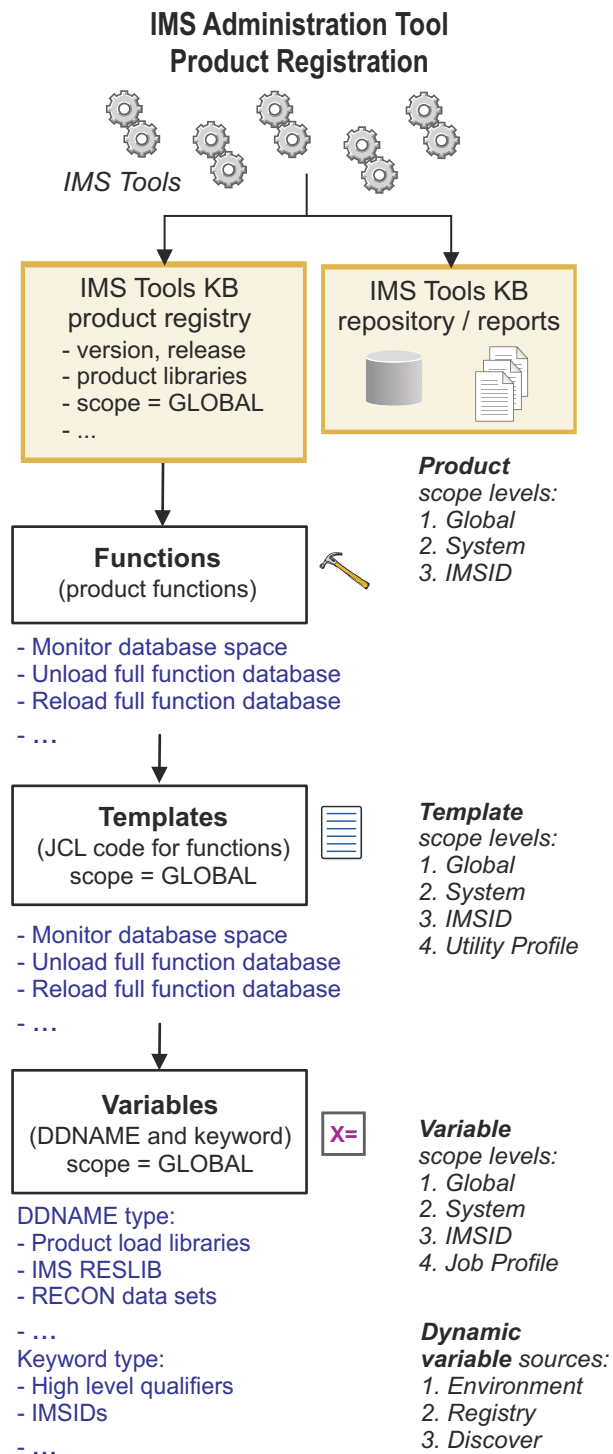 IMS Administration Tool
Product Registration
IMS Tools
IMS Tools KB
product registry
- version, release
- product libraries
- scope = GLOBAL
- ...
IMS Tools KB
repository / reports
Product
scope levels:
1. Global
2. System
3. IMSID
Functions
(product functions)
- Monitor database space
- Unload full function database
- Reload full function database
- ...
Templates
(JCL code for functions)
scope = GLOBAL
Template
scope levels:
1. Global
2. System
3. IMSID
4. Utility Profile
- Monitor database space
- Unload full function database
- Reload full function database
- ...
Variables
(DDNAME and keyword)
scope = GLOBAL
X=
Variable
scope levels:
1. Global
2. System
3. IMSID
4. Job Profile
DDNAME type:
- Product load libraries
- IMS RESLIB
- RECON data sets
- ...
Keyword type:
- High level qualifiers
- IMSIDs
- ...
Dynamic
variable sources:
1. Environment
2. Registry
3. Discover